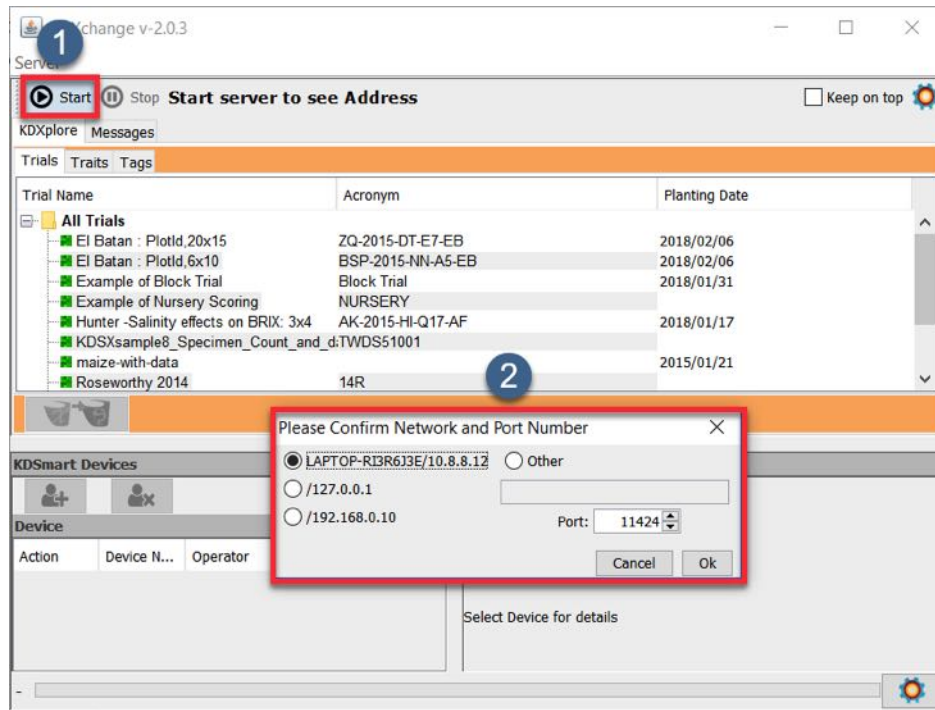 1
change v-2.0.3
Server
Start Stop Start server to see Address Keep on top
KDXplore Messages
Trials Traits Tags
Trial Name Acronym Planting Date
All Trials
El Batan : PlotId,20x15 ZQ-2015-DT-E7-EB 2018/02/06
El Batan : PlotId,6x10 BSP-2015-NN-A5-EB 2018/02/06
Example of Block Trial Block Trial 2018/01/31
Example of Nursery Scoring NURSERY
Hunter -Salinity effects on BRIX: 3x4 AK-2015-HI-Q17-AF 2018/01/17
KDSXsample8_Specimen_Count_and_d TWDS51001
maize-with-data 2015/01/21
Roseworthy 2014 14R
2
Please Confirm Network and Port Number
LAPTOP-RI3R6J3E/10.8.8.12 Other
/127.0.0.1
/192.168.0.10 Port: 11424
Cancel Ok
KDSmart Devices
Device
Action Device N... Operator
Select Device for details